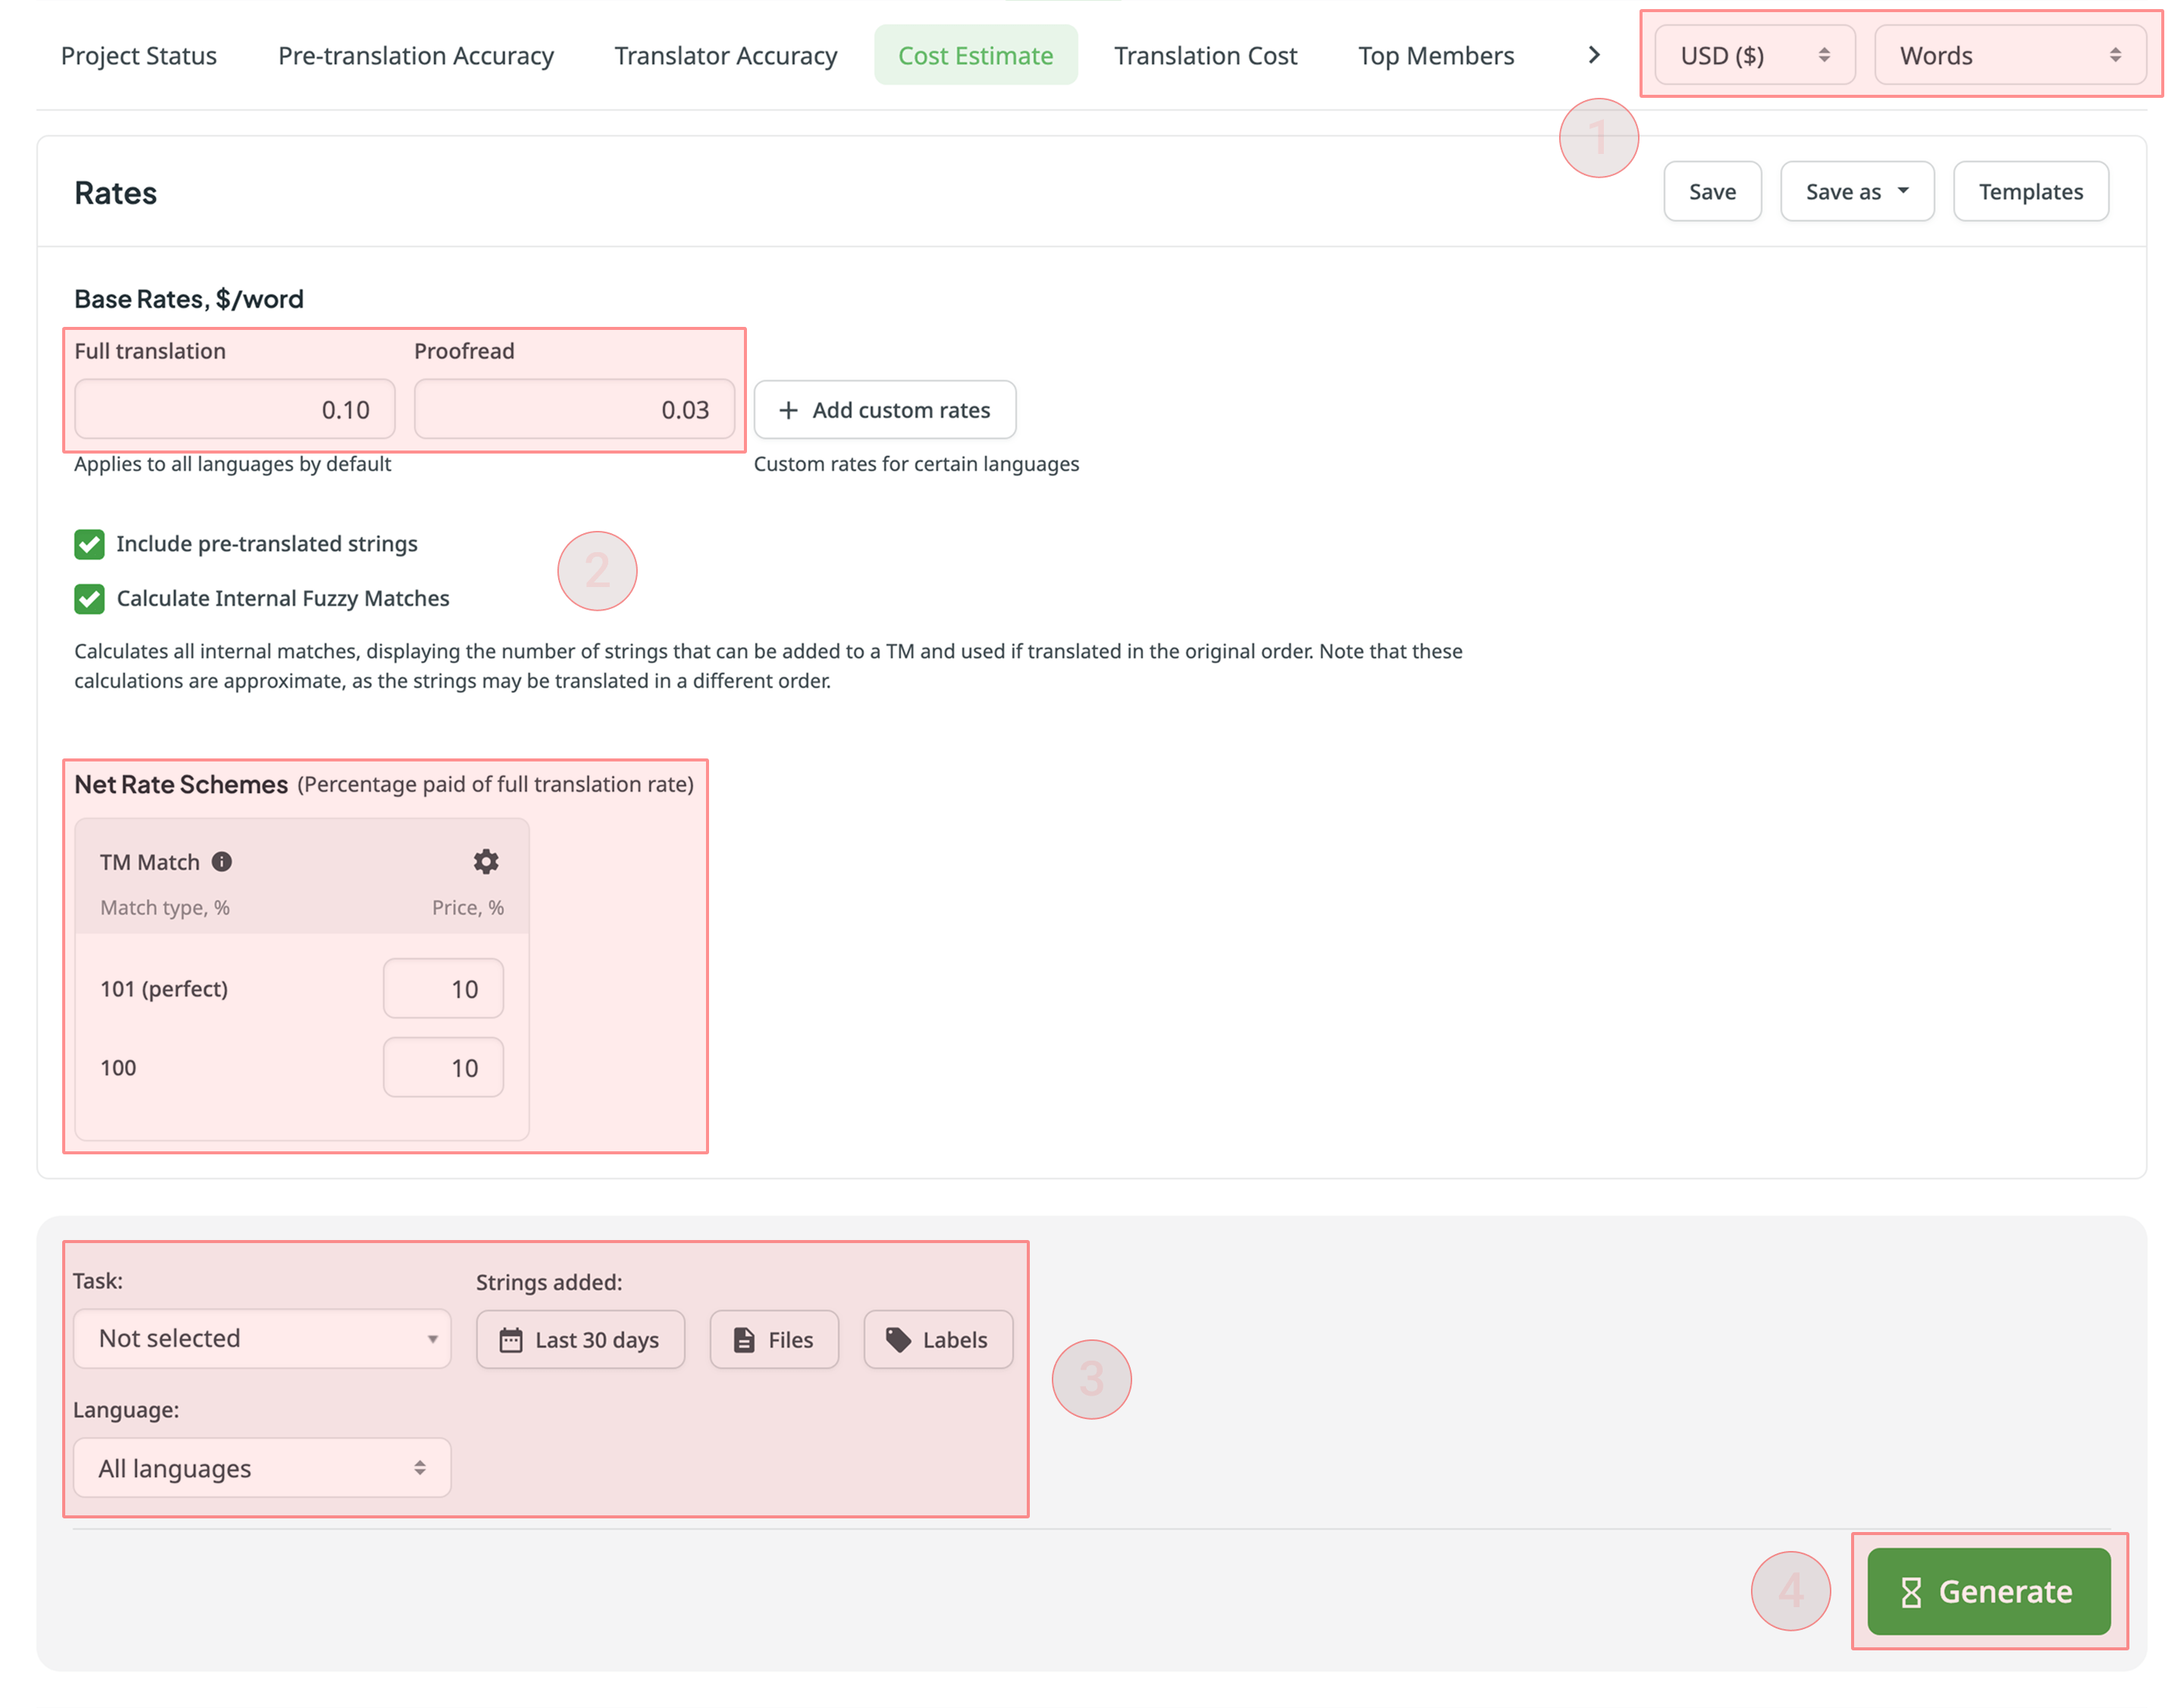 Project Status Pre-translation Accuracy Translator Accuracy Cost Estimate Translation Cost Top Members USD ($) Words
1
Rates Save Save as Templates
Base Rates, $/word
Full translation Proofread
0.10 0.03 Add custom rates
Applies to all languages by default Custom rates for certain languages
Include pre-translated strings
2
Calculate Internal Fuzzy Matches
Calculates all internal matches, displaying the number of strings that can be added to a TM and used if translated in the original order. Note that these
calculations are approximate, as the strings may be translated in a different order.
Net Rate Schemes (Percentage paid of full translation rate)
TM Match
Match type, % Price, %
101 (perfect) 10
100 10
Task: Strings added:
Not selected Last 30 days Files Labels
3
Language:
All languages
4 Generate